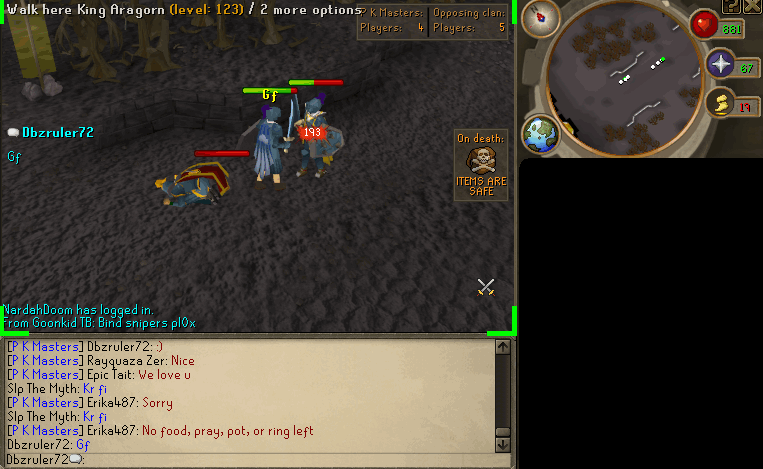 Walk here King Aragorn (level: 123) / 2 more options
P K Masters: Opposing clan:
Players: 4 Players: 5
?
881
67
19
Gf
Dbzruler72
Gf
193
On death:
ITEMS ARE
SAFE
NardahDoom has logged in.
From Goonkid TB: Bind snipers pl0x
[P K Masters] Dbzruler72: :)
[P K Masters] Rayquaza Zer: Nice
[P K Masters] Epic Tait: We love u
Slp The Myth: Kr fi
[P K Masters] Erika487: Sorry
Slp The Myth: Kr fi
[P K Masters] Erika487: No food, pray, pot, or ring left
Dbzruler72: Gf
Dbzruler72: